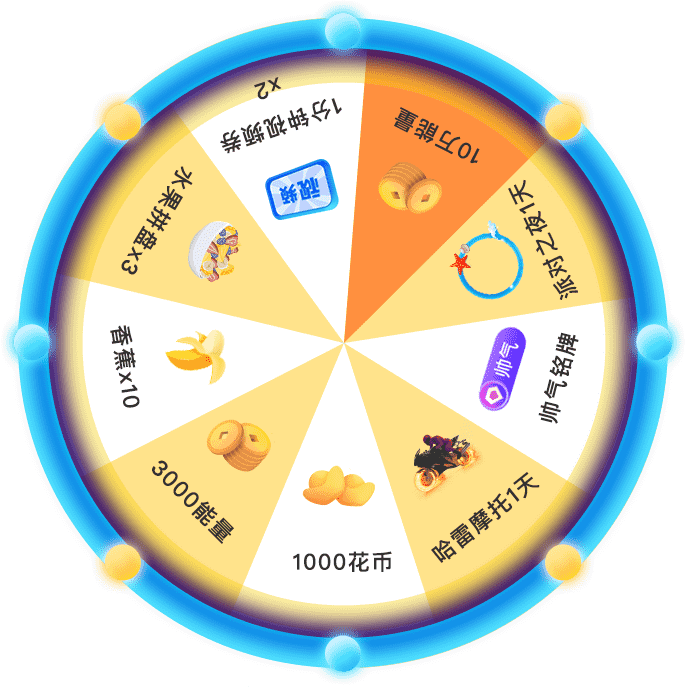 10万能量
派对之夜1天
帅气
帅气铭牌
哈雷摩托1天
1000花币
3000能量
香蕉x10
水果拼盘x3
1分钟视频券
x2
视频